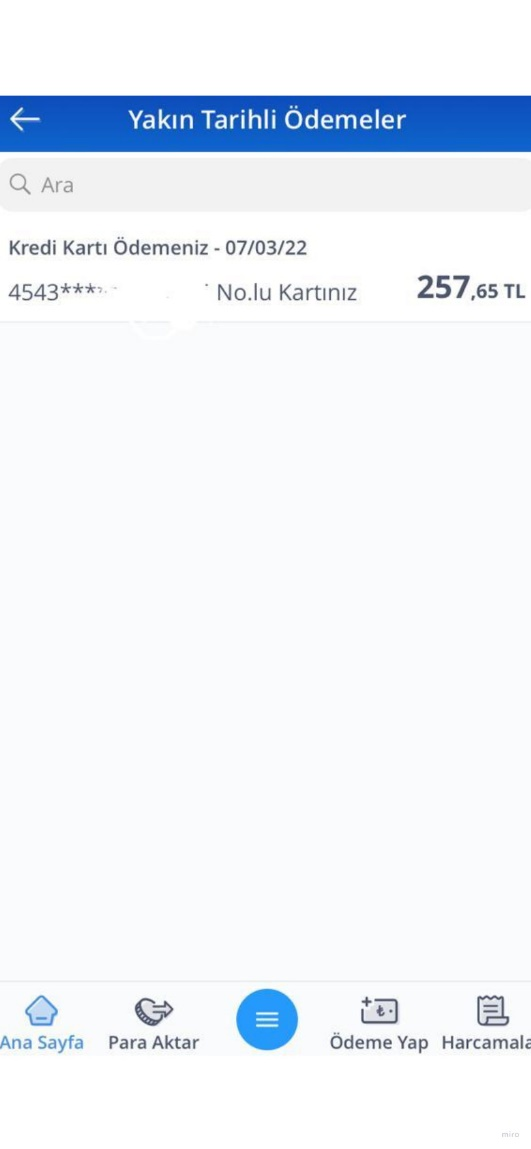 Yakın Tarihli Ödemeler
Ara
Kredi Kartı Ödemeniz - 07/03/22
4543*** No.lu Kartınız 257,65 TL
Ana Sayfa Para Aktar Ödeme Yap Harcamala
miro